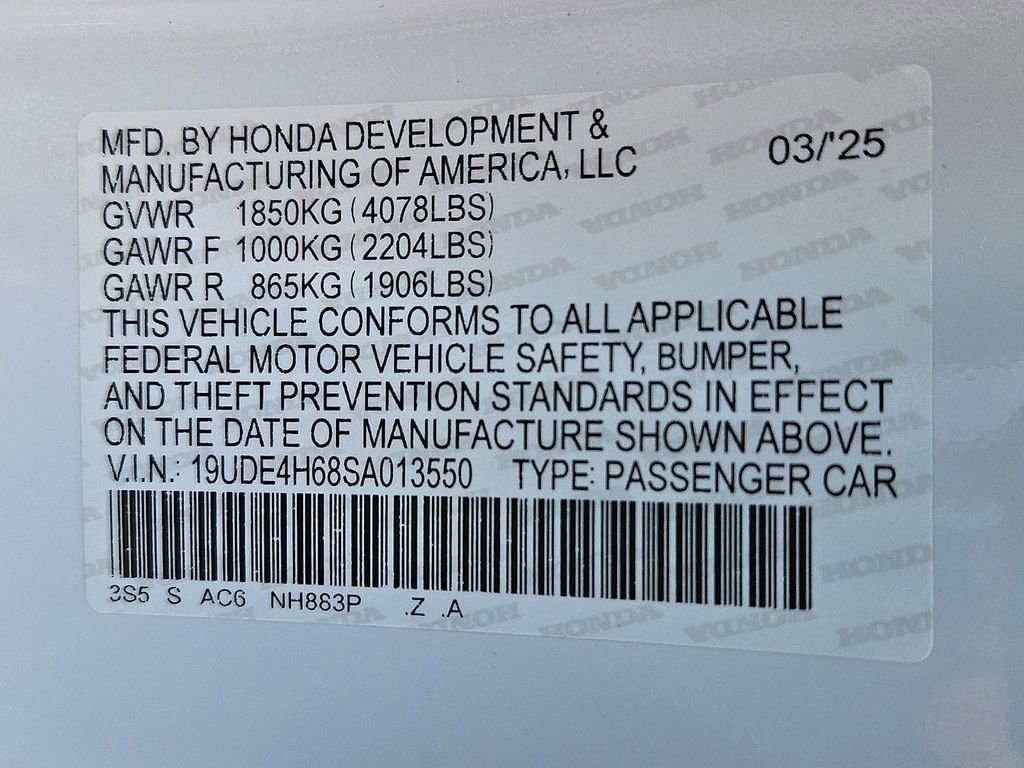 MFD. BY HONDA DEVELOPMENT &
MANUFACTURING OF AMERICA, LLC
03/'25
GVWR 1850KG (4078LBS)
GAWR F 1000KG (2204LBS)
GAWR R 865KG (1906LBS)
THIS VEHICLE CONFORMS TO ALL APPLICABLE
FEDERAL MOTOR VEHICLE SAFETY, BUMPER,
AND THEFT PREVENTION STANDARDS IN EFFECT
ON THE DATE OF MANUFACTURE SHOWN ABOVE.
V.I.N.: 19UDE4H68SA013550 TYPE: PASSENGER CAR
3S5 S AC6 NH883P .Z .A